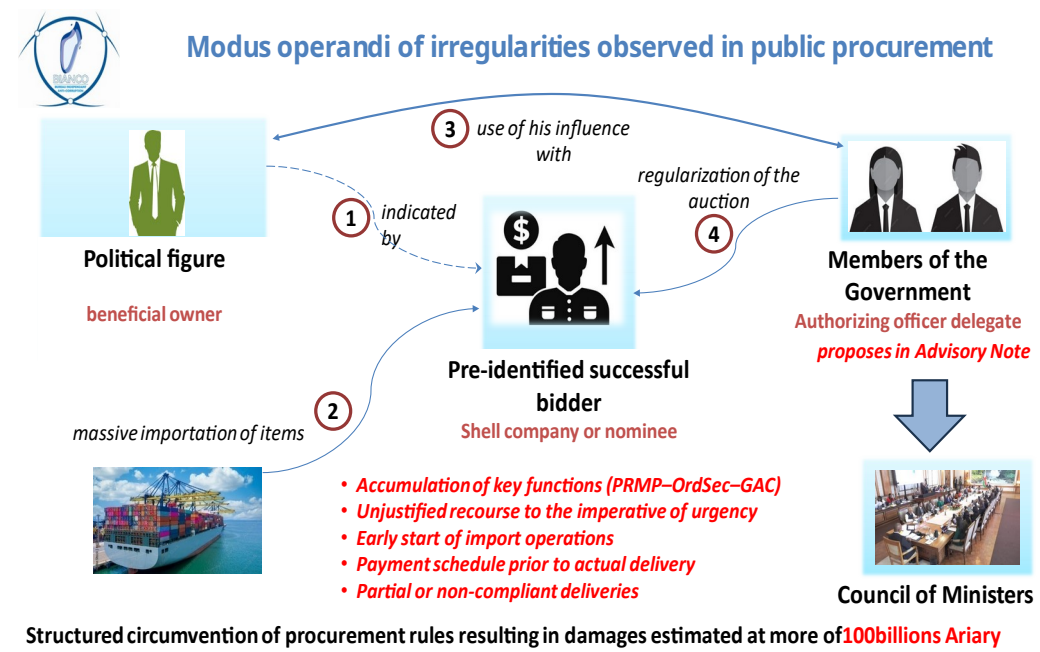 Modus operandi of irregularities observed in public procurement
BIANCO
3
use of his influence
with
regularization of the
auction
1
indicated
by
4
Political figure
beneficial owner
Members of the
Government
Authorizing officer delegate
proposes in Advisory Note
Pre-identified successful
bidder
Shell company or nominee
2
massive importation of items
• Accumulation of key functions (PRMP–OrdSec–GAC)
• Unjustified recourse to the imperative of urgency
• Early start of import operations
• Payment schedule prior to actual delivery
• Partial or non-compliant deliveries
Council of Ministers
Structured circumvention of procurement rules resulting in damages estimated at more of 100billions Ariary